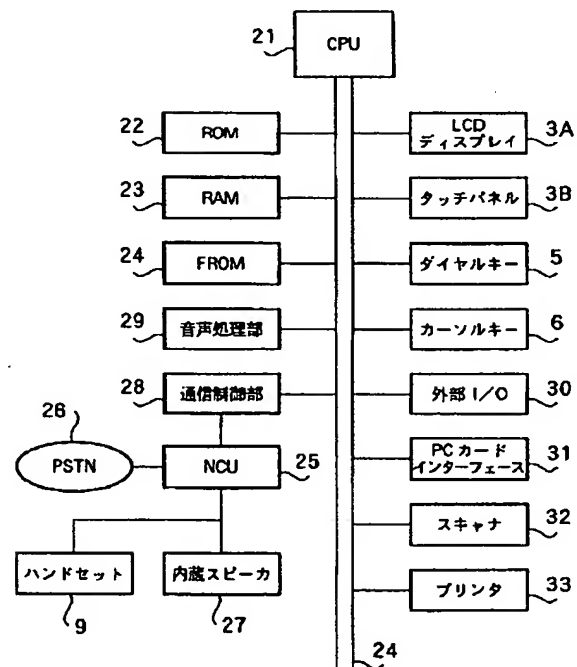 21
CPU
22
ROM
LCD
ディスプレイ
3A
23
RAM
タッチパネル
3B
24
FROM
ダイヤルキー
5
29
音声処理部
カーソルキー
6
28
通信制御部
外部 I/O
30
26
PSTN
NCU
25
PCカード
インターフェース
31
スキャナ
32
ハンドセット
内蔵スピーカ
プリンタ
33
9
27
24